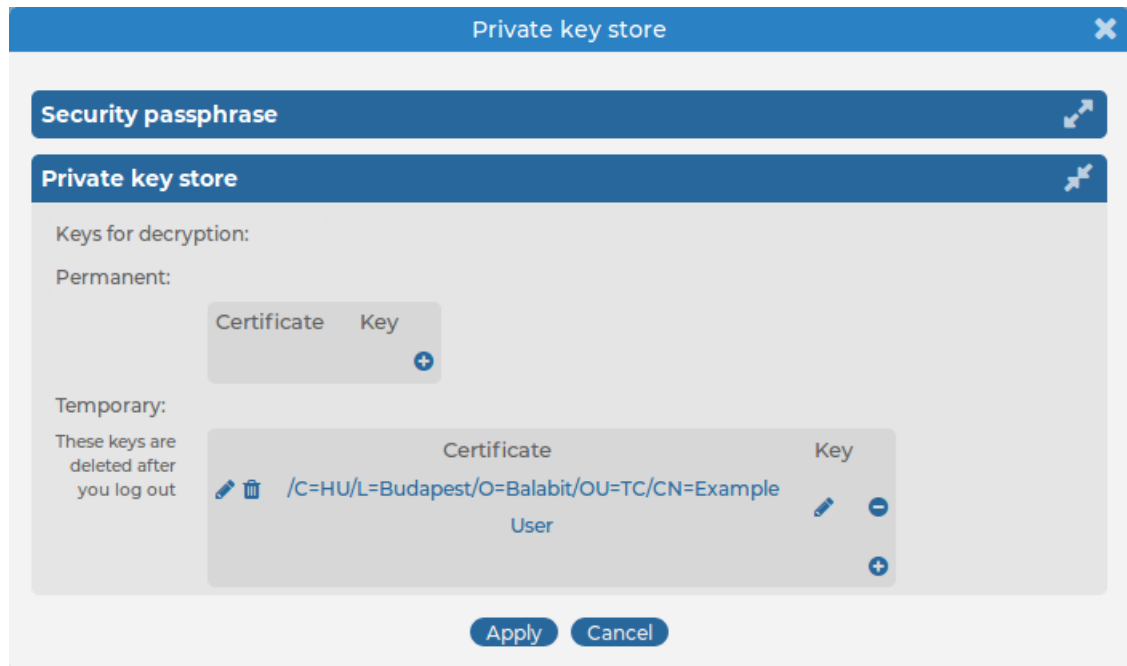 Private key store
Security passphrase
Private key store
Keys for decryption:
Permanent:
Certificate Key
Temporary:
These keys are
deleted after
you log out
Certificate Key
/C=HU/L=Budapest/O=Balabit/OU=TC/CN=Example
User
Apply Cancel